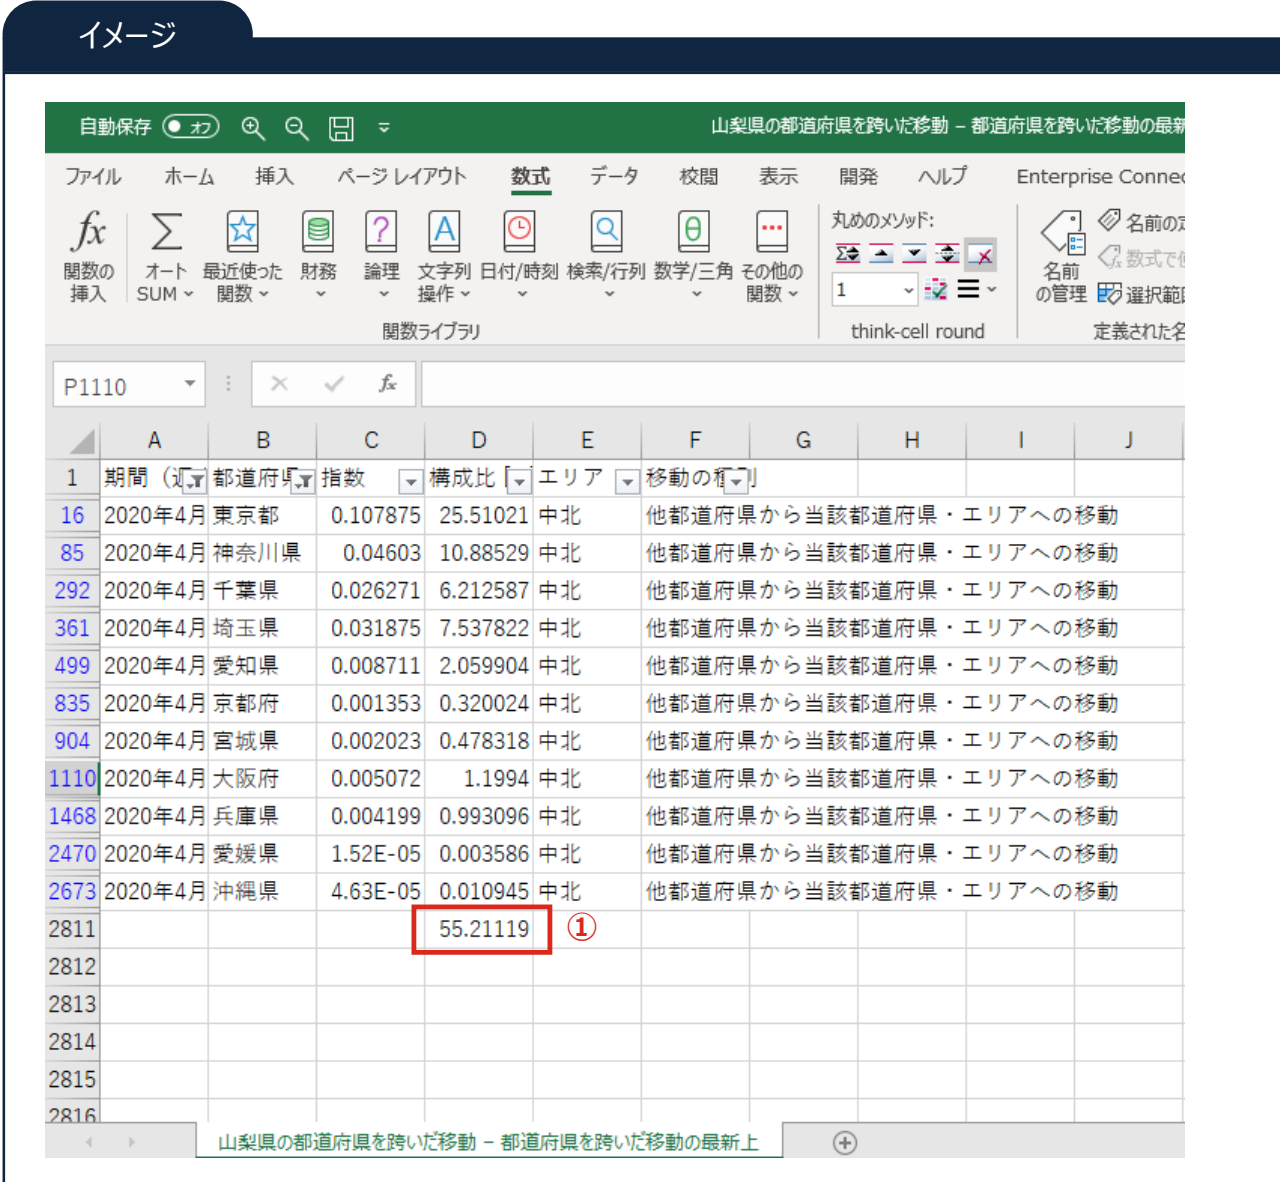 イメージ
自動保存 オフ 山梨県の都道府県を跨いだ移動 – 都道府県を跨いだ移動の最新
ファイル ホーム 挿入 ページ レイアウト 数式 データ 校閲 表示 開発 ヘルプ Enterprise Connec
関数の挿入 オート SUM 最近使った関数 財務 論理 文字列操作 日付/時刻 検索/行列 数学/三角 その他の関数 丸めのメソッド: 1 名前の管理 名前の定 数式で使 選択範囲
関数ライブラリ think-cell round 定義された名
P1110 fx
A B C D E F G H I J
1 期間（週 都道府県 指数 構成比 [ エリア 移動の種別
16 2020年4月 東京都 0.107875 25.51021 中北 他都道府県から当該都道府県・エリアへの移動
85 2020年4月 神奈川県 0.04603 10.88529 中北 他都道府県から当該都道府県・エリアへの移動
292 2020年4月 千葉県 0.026271 6.212587 中北 他都道府県から当該都道府県・エリアへの移動
361 2020年4月 埼玉県 0.031875 7.537822 中北 他都道府県から当該都道府県・エリアへの移動
499 2020年4月 愛知県 0.008711 2.059904 中北 他都道府県から当該都道府県・エリアへの移動
835 2020年4月 京都府 0.001353 0.320024 中北 他都道府県から当該都道府県・エリアへの移動
904 2020年4月 宮城県 0.002023 0.478318 中北 他都道府県から当該都道府県・エリアへの移動
1110 2020年4月 大阪府 0.005072 1.1994 中北 他都道府県から当該都道府県・エリアへの移動
1468 2020年4月 兵庫県 0.004199 0.993096 中北 他都道府県から当該都道府県・エリアへの移動
2470 2020年4月 愛媛県 1.52E-05 0.003586 中北 他都道府県から当該都道府県・エリアへの移動
2673 2020年4月 沖縄県 4.63E-05 0.010945 中北 他都道府県から当該都道府県・エリアへの移動
2811 55.21119 ①
2812
2813
2814
2815
2816
山梨県の都道府県を跨いだ移動 – 都道府県を跨いだ移動の最新上